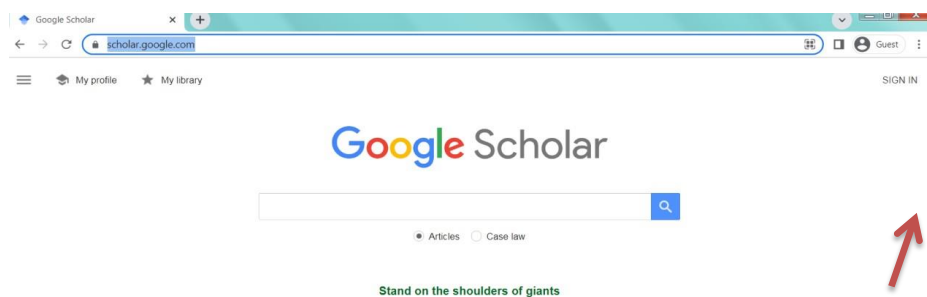 Google Scholar
scholar.google.com
Guest
My profile
My library
SIGN IN
Google Scholar
Articles
Case law
Stand on the shoulders of giants